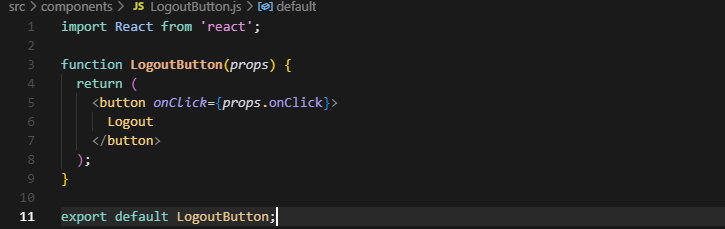 src > components > JS LogoutButton.js > default
1 import React from 'react';
2
3 function LogoutButton(props) {
4   return (
5     <button onClick={props.onClick}>
6       Logout
7     </button>
8   );
9 }
10
11 export default LogoutButton;